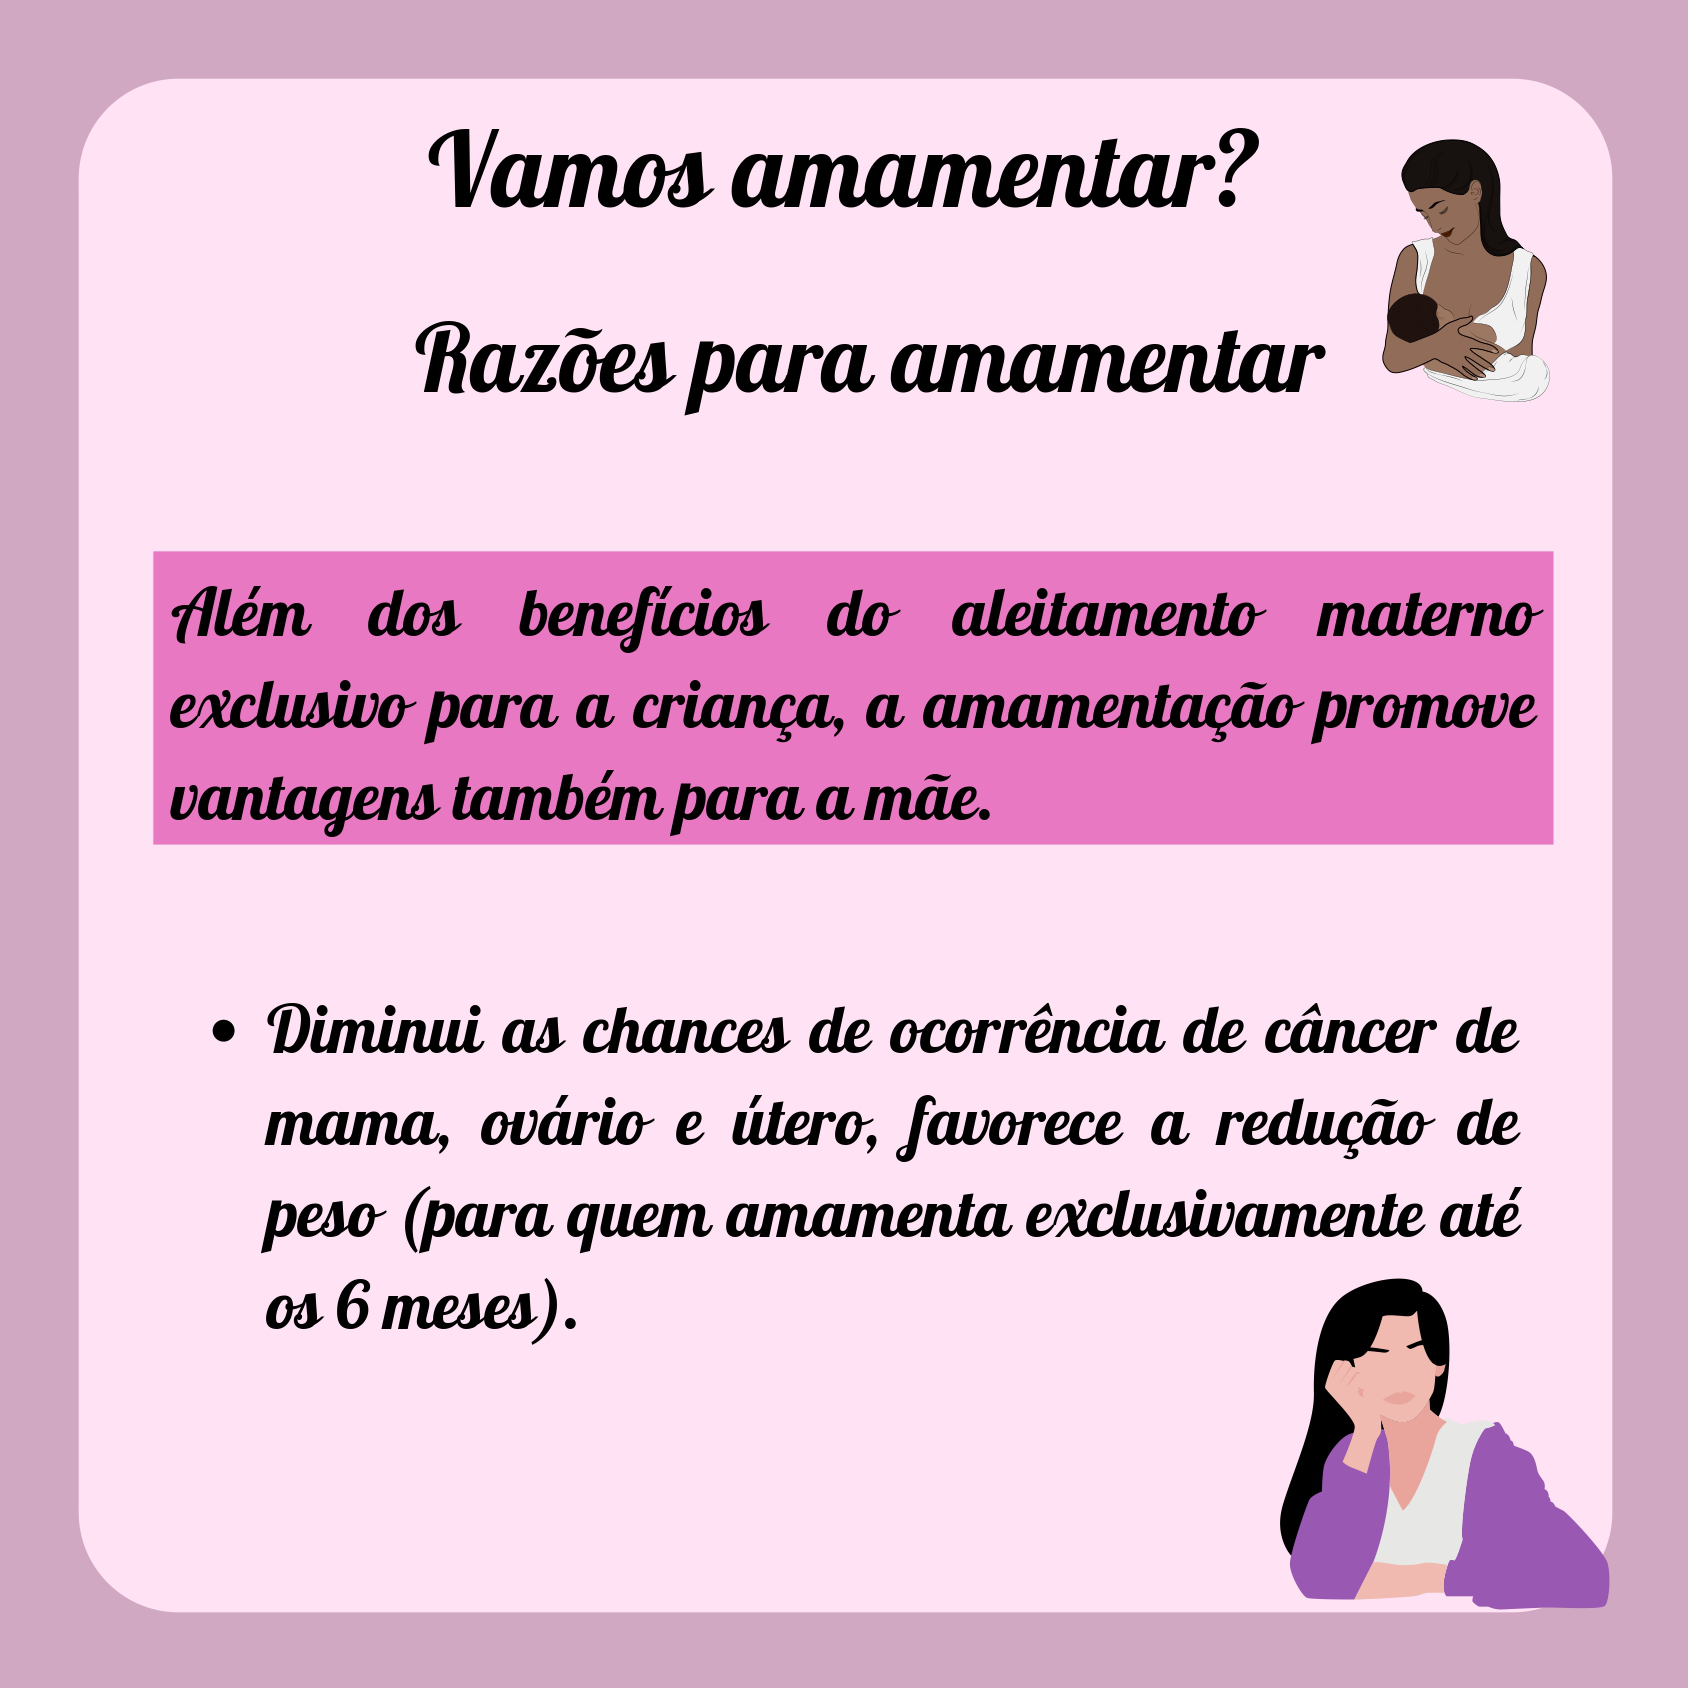 Vamos amamentar?
Razões para amamentar
Além dos benefícios do aleitamento materno
exclusivo para a criança, a amamentação promove
vantagens também para a mãe.
• Diminui as chances de ocorrência de câncer de
mama, ovário e útero, favorece a redução de
peso (para quem amamenta exclusivamente até
os 6 meses).